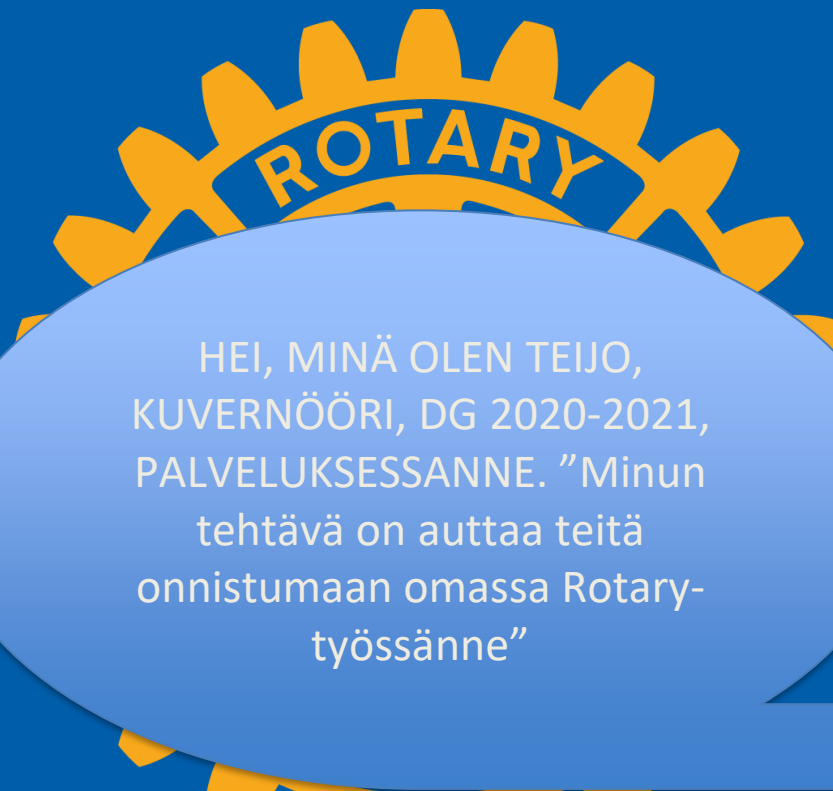 ROTARY
HEI, MINÄ OLEN TEIJO,
KUVERNÖÖRI, DG 2020-2021,
PALVELUKSESSANNE. ”Minun
tehtävä on auttaa teitä
onnistumaan omassa Rotary-
työssänne”